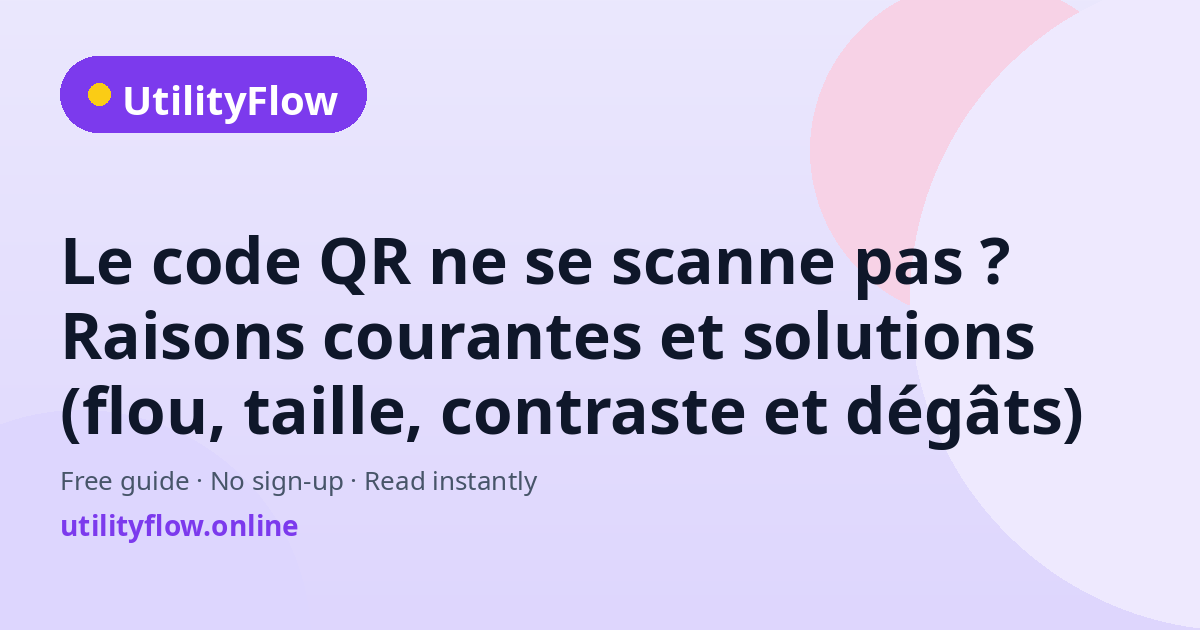 UtilityFlow
Le code QR ne se scanne pas ?
Raisons courantes et solutions
(flou, taille, contraste et dégâts)
Free guide · No sign-up · Read instantly
utilityflow.online